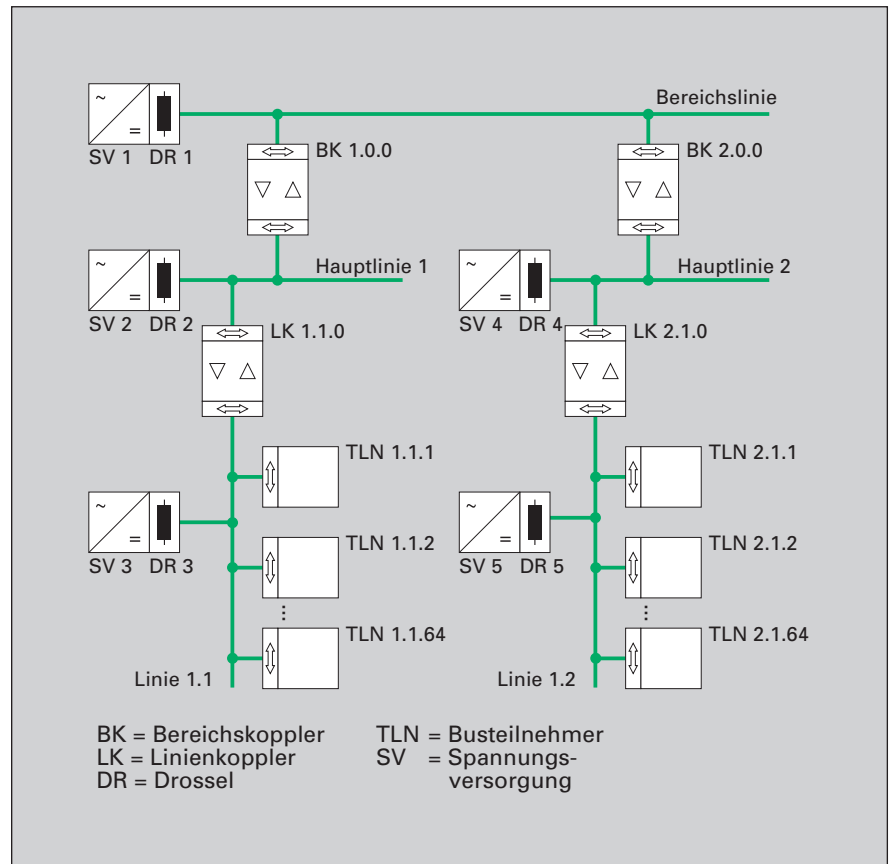 Bereichslinie
~
=
SV 1 DR 1
BK 1.0.0
BK 2.0.0
Hauptlinie 1
Hauptlinie 2
~
=
SV 2 DR 2
~
=
SV 4 DR 4
LK 1.1.0
LK 2.1.0
TLN 1.1.1
TLN 2.1.1
~
=
SV 3 DR 3
~
=
SV 5 DR 5
TLN 1.1.2
TLN 2.1.2
...
...
TLN 1.1.64
TLN 2.1.64
Linie 1.1
Linie 1.2
BK = Bereichskoppler
LK = Linienkoppler
DR = Drossel
TLN = Busteilnehmer
SV = Spannungs-
versorgung